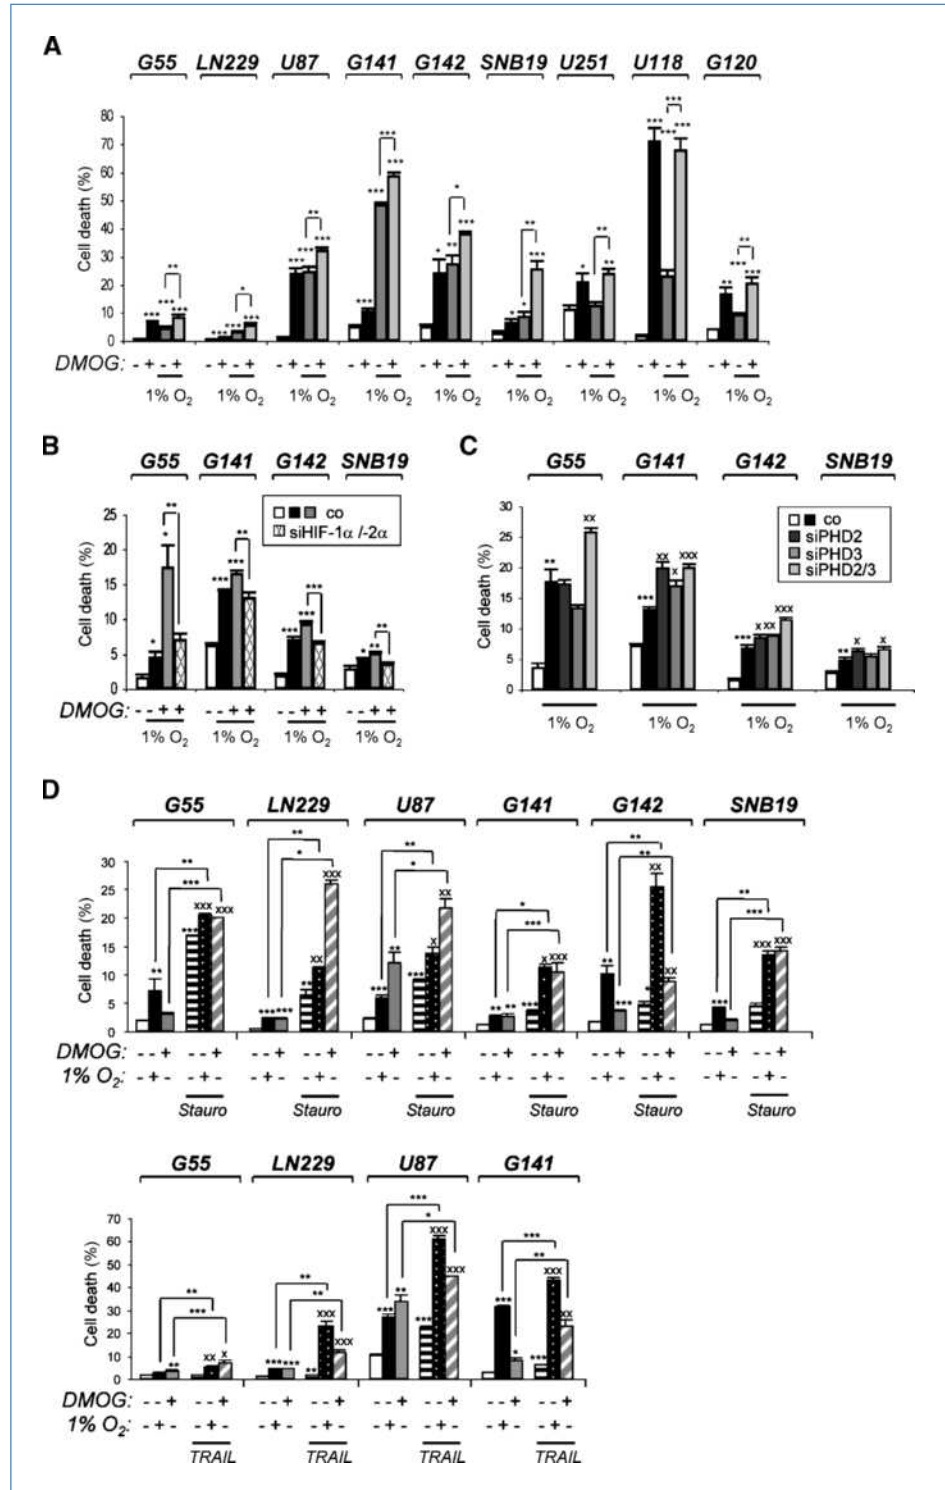 A
G55 LN229 U87 G141 G142 SNB19 U251 U118 G120
Cell death (%)
80
70
60
50
40
30
20
10
0
*** *** ** *** *** * *** *** *** *** ** *** *** *** + ** * *** * * ** *** * ** ** *** *** *** *** ** *** ** ***
DMOG: - + - + - + - + - + - + - + - + - + - + - + - + - + - + - + - + - + - +
1% O2 1% O2 1% O2 1% O2 1% O2 1% O2 1% O2 1% O2 1% O2
B
G55 G141 G142 SNB19
co
siHIF-1α /-2α
Cell death (%)
25
20
15
10
5
0
* * ** *** *** ** *** *** *** * ** **
DMOG: - - + + - - + + - - + + - - + +
1% O2 1% O2 1% O2 1% O2
C
G55 G141 G142 SNB19
co
siPHD2
siPHD3
siPHD2/3
Cell death (%)
30
25
20
15
10
5
0
** xx *** xx x xxx *** x xx xxx ** x x
1% O2 1% O2 1% O2 1% O2
D
G55 LN229 U87 G141 G142 SNB19
Cell death (%)
30
25
20
15
10
5
0
DMOG: - - + - - + - - + - - + - - + - - + - - + - - + - - + - - + - - + - - +
1% O2: - + - - + - - + - - + - - + - - + - - + - - + - - + - - + - - + - - + -
Stauro Stauro Stauro Stauro Stauro Stauro
G55 LN229 U87 G141
Cell death (%)
70
60
50
40
30
20
10
0
DMOG: - - + - - + - - + - - + - - + - - + - - + - - +
1% O2: - + - - + - - + - - + - - + - - + - - + - - + -
TRAIL TRAIL TRAIL TRAIL